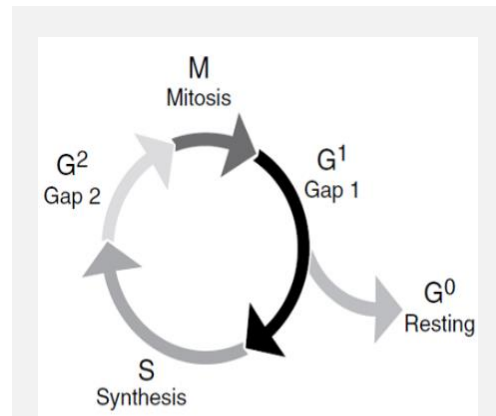 M
Mitosis
G¹
Gap 1
G⁰
Resting
S
Synthesis
G²
Gap 2